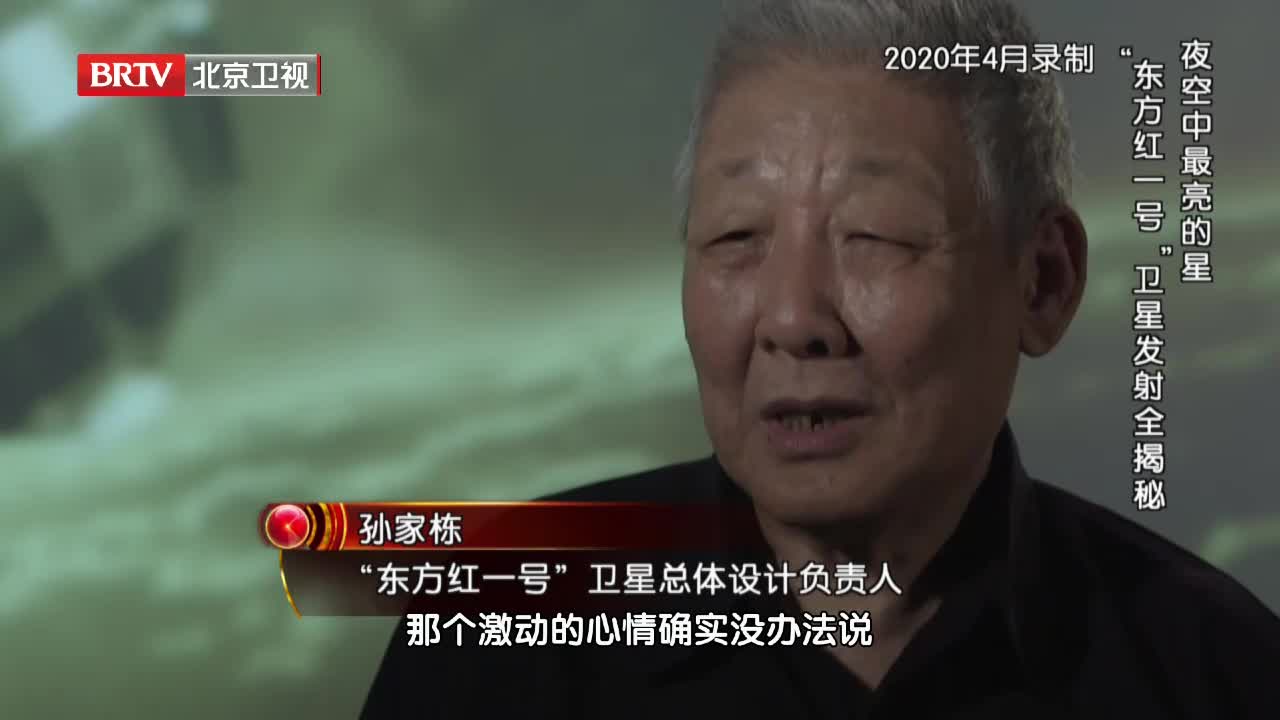 BRTV 北京卫视
2020年4月录制
夜空中最亮的星
“东方红一号”卫星发射全揭秘
孙家栋
“东方红一号”卫星总体设计负责人
那个激动的心情确实没办法说